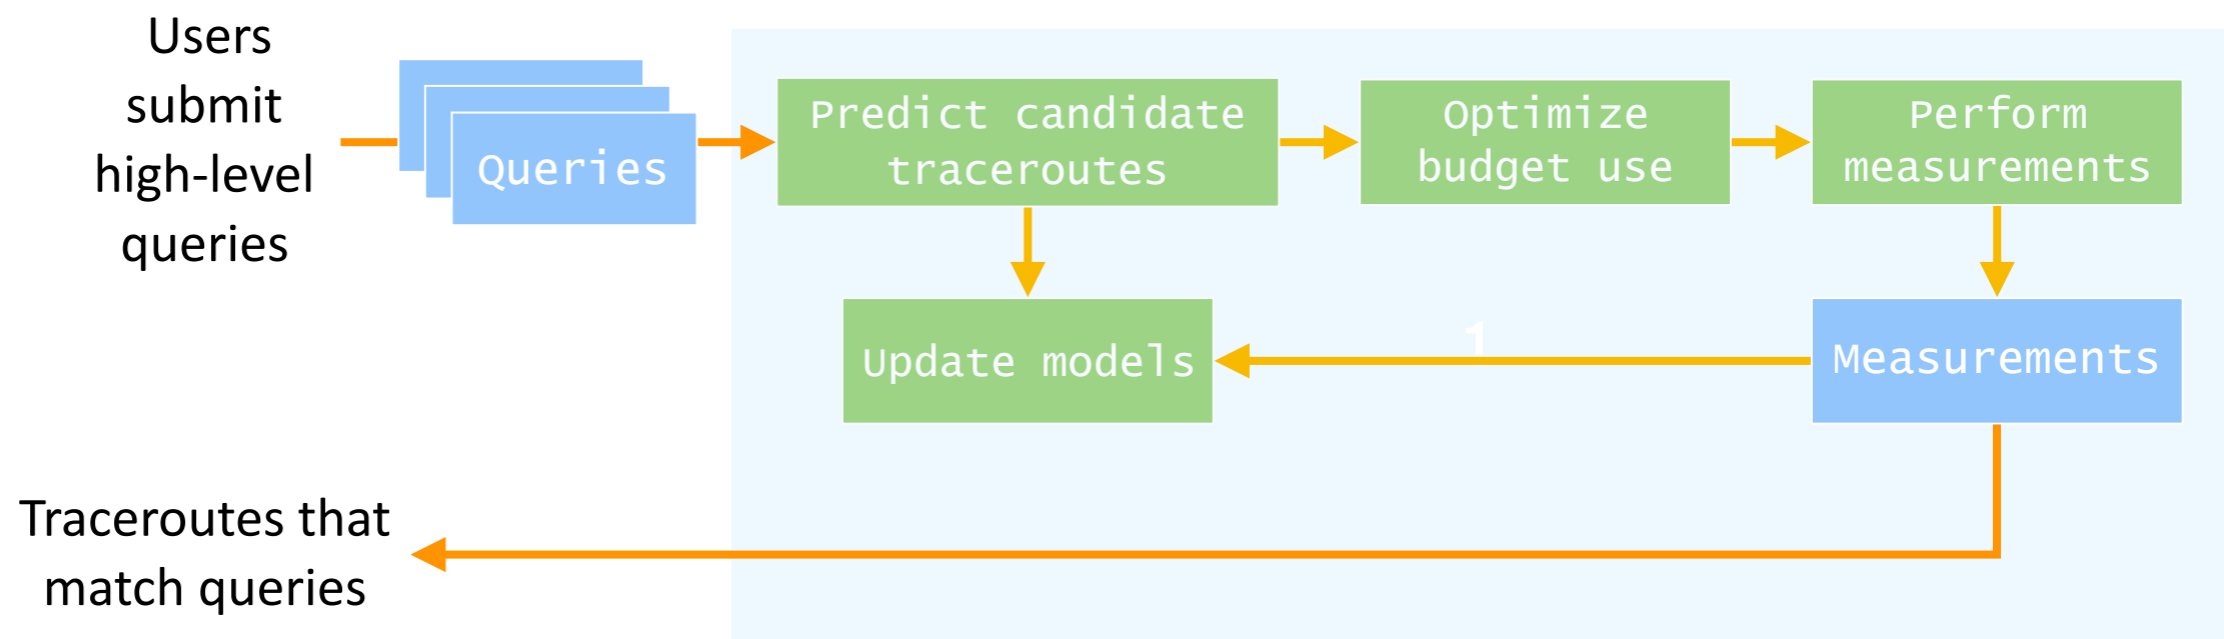 Users
submit
high-level
queries
Queries
Predict candidate
traceroutes
Optimize
budget use
Perform
measurements
Update models
1
Measurements
Traceroutes that
match queries